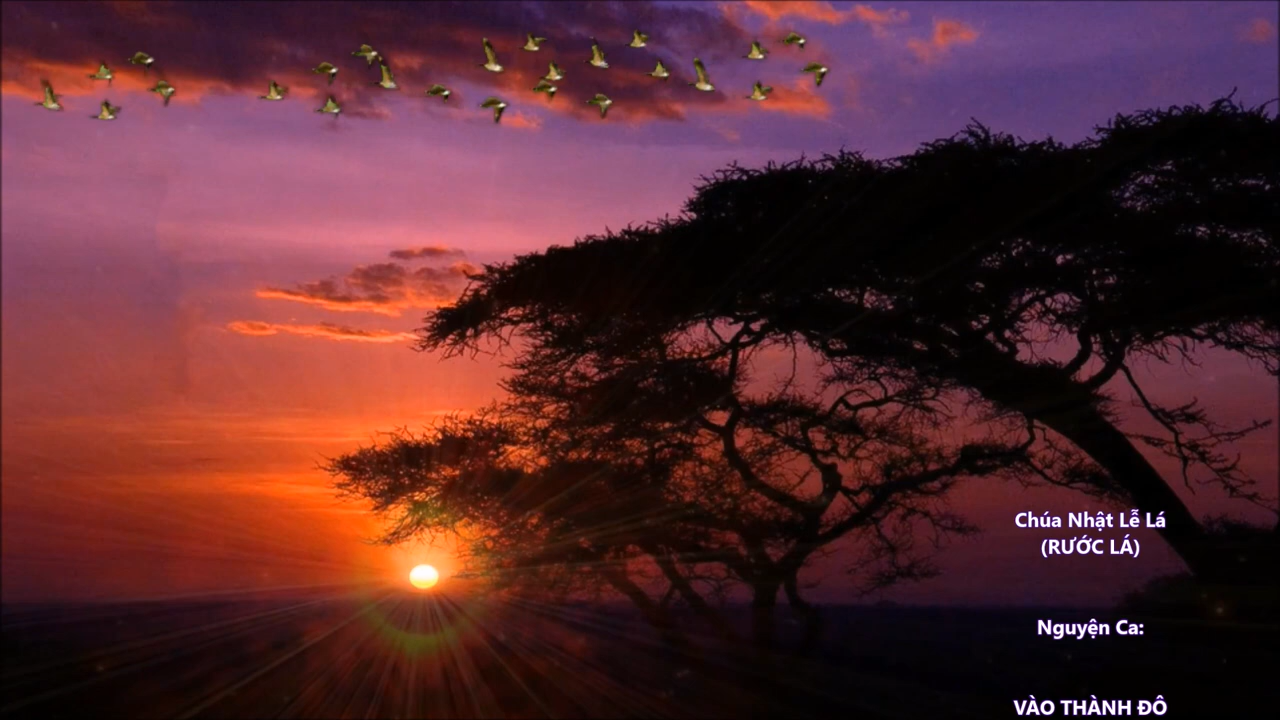 Chúa Nhật Lễ Lá
(RƯỚC LÁ)
Nguyện Ca:
VÀO THÀNH ĐÔ